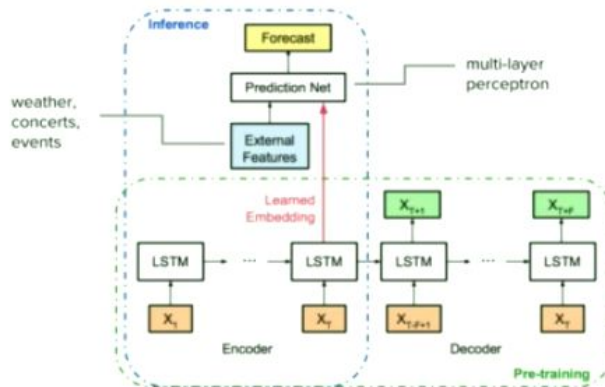 Inference
Forecast
multi-layer
perceptron
Prediction Net
weather,
concerts,
events
External
Features
Learned
Embedding
X_{T+1}
X_{T+F}
LSTM
...
LSTM
LSTM
...
LSTM
X_1
X_T
X_{T-F+1}
X_T
Encoder
Decoder
Pre-training